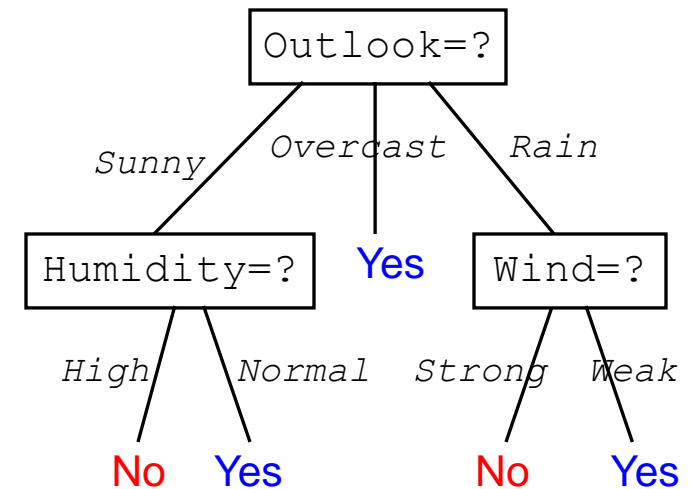 Outlook=?
Sunny Overcast Rain
Humidity=? Yes Wind=?
High Normal Strong Weak
No Yes No Yes